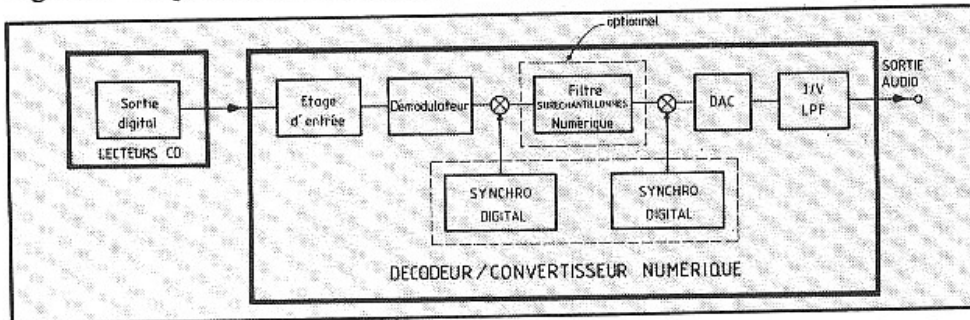 optionnel
Sortie
digital
LECTEURS CD
Etage
d'entrée
Démodulateur
Filtre
SURECHANTILLONNES
Numérique
DAC
I/V
LPF
SORTIE
AUDIO
SYNCHRO
DIGITAL
SYNCHRO
DIGITAL
DECODEUR/CONVERTISSEUR NUMÉRIQUE